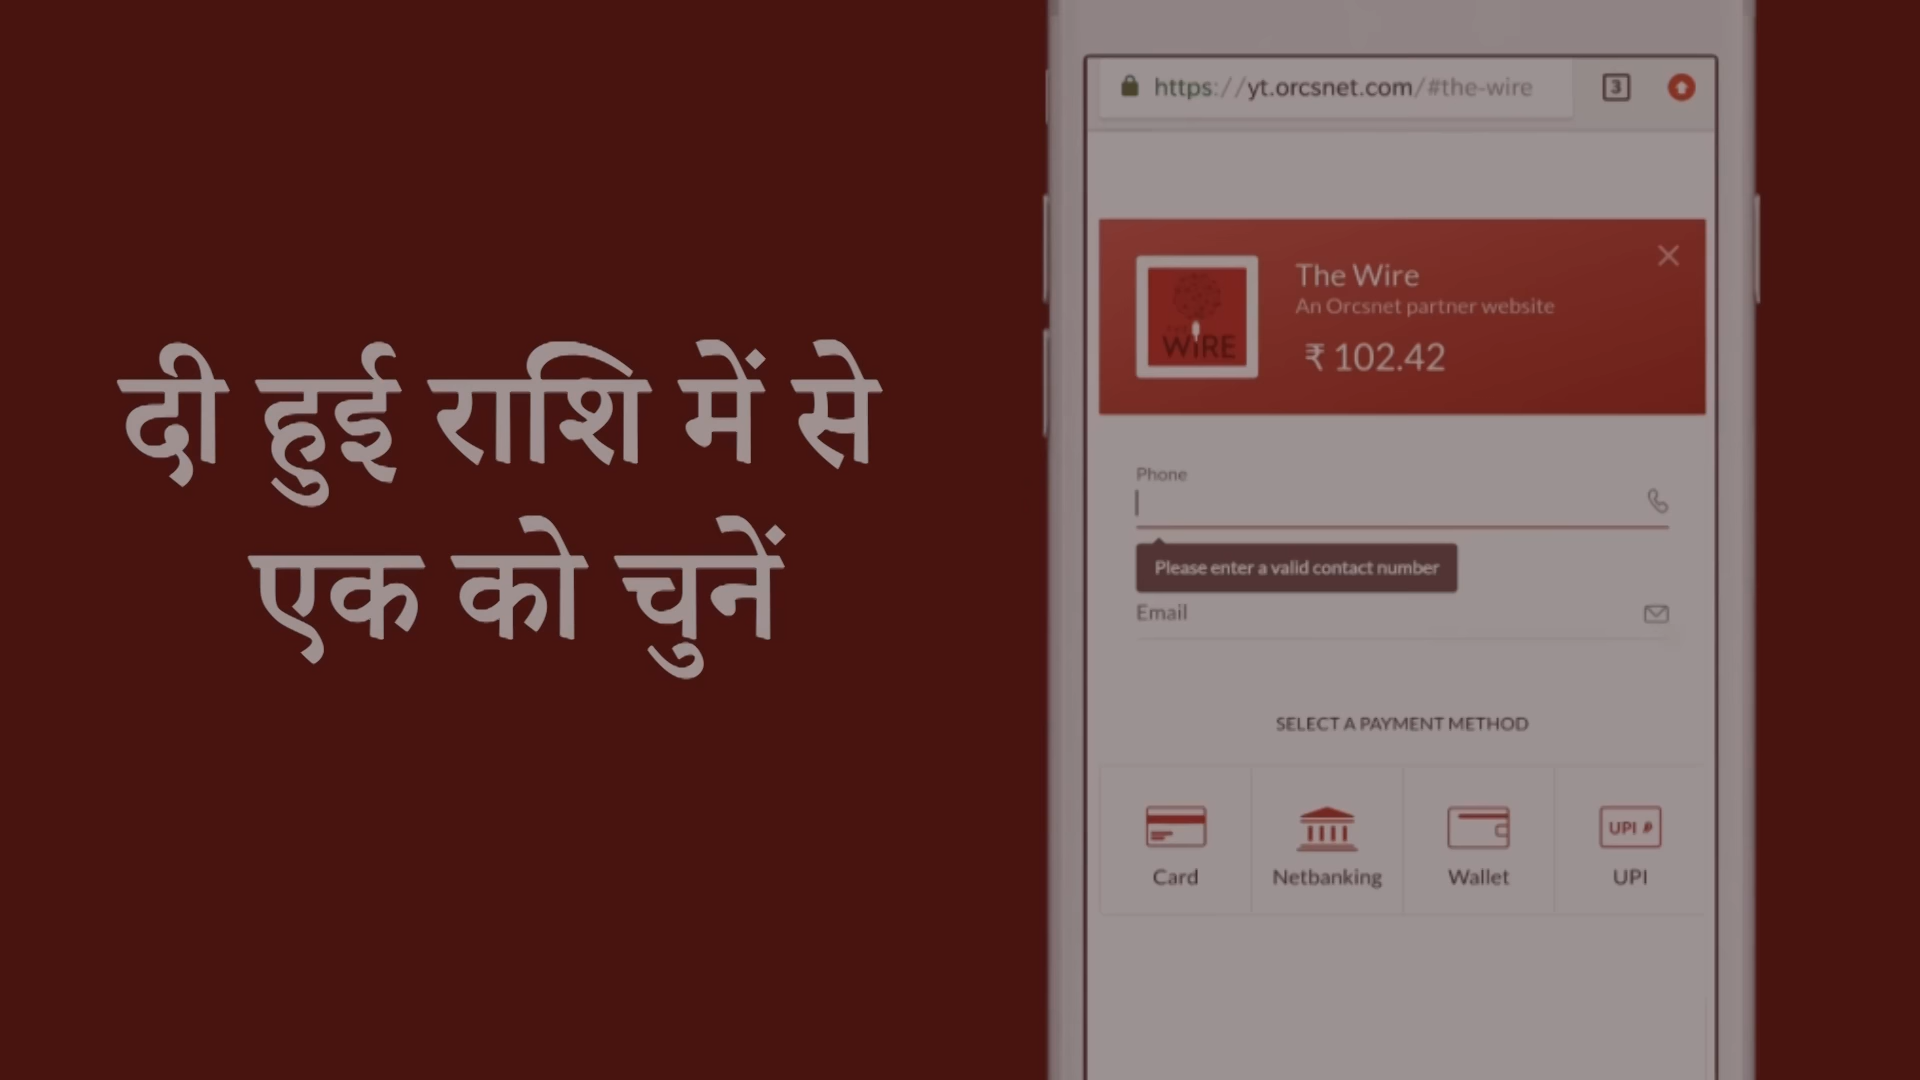 दी हुई राशि में से
एक को चुनें
https://yt.orcsnet.com/#the-wire
3
The Wire
An Orcsnet partner website
₹ 102.42
WiRE
Phone
Please enter a valid contact number
Email
SELECT A PAYMENT METHOD
UPI
Card
Netbanking
Wallet
UPI